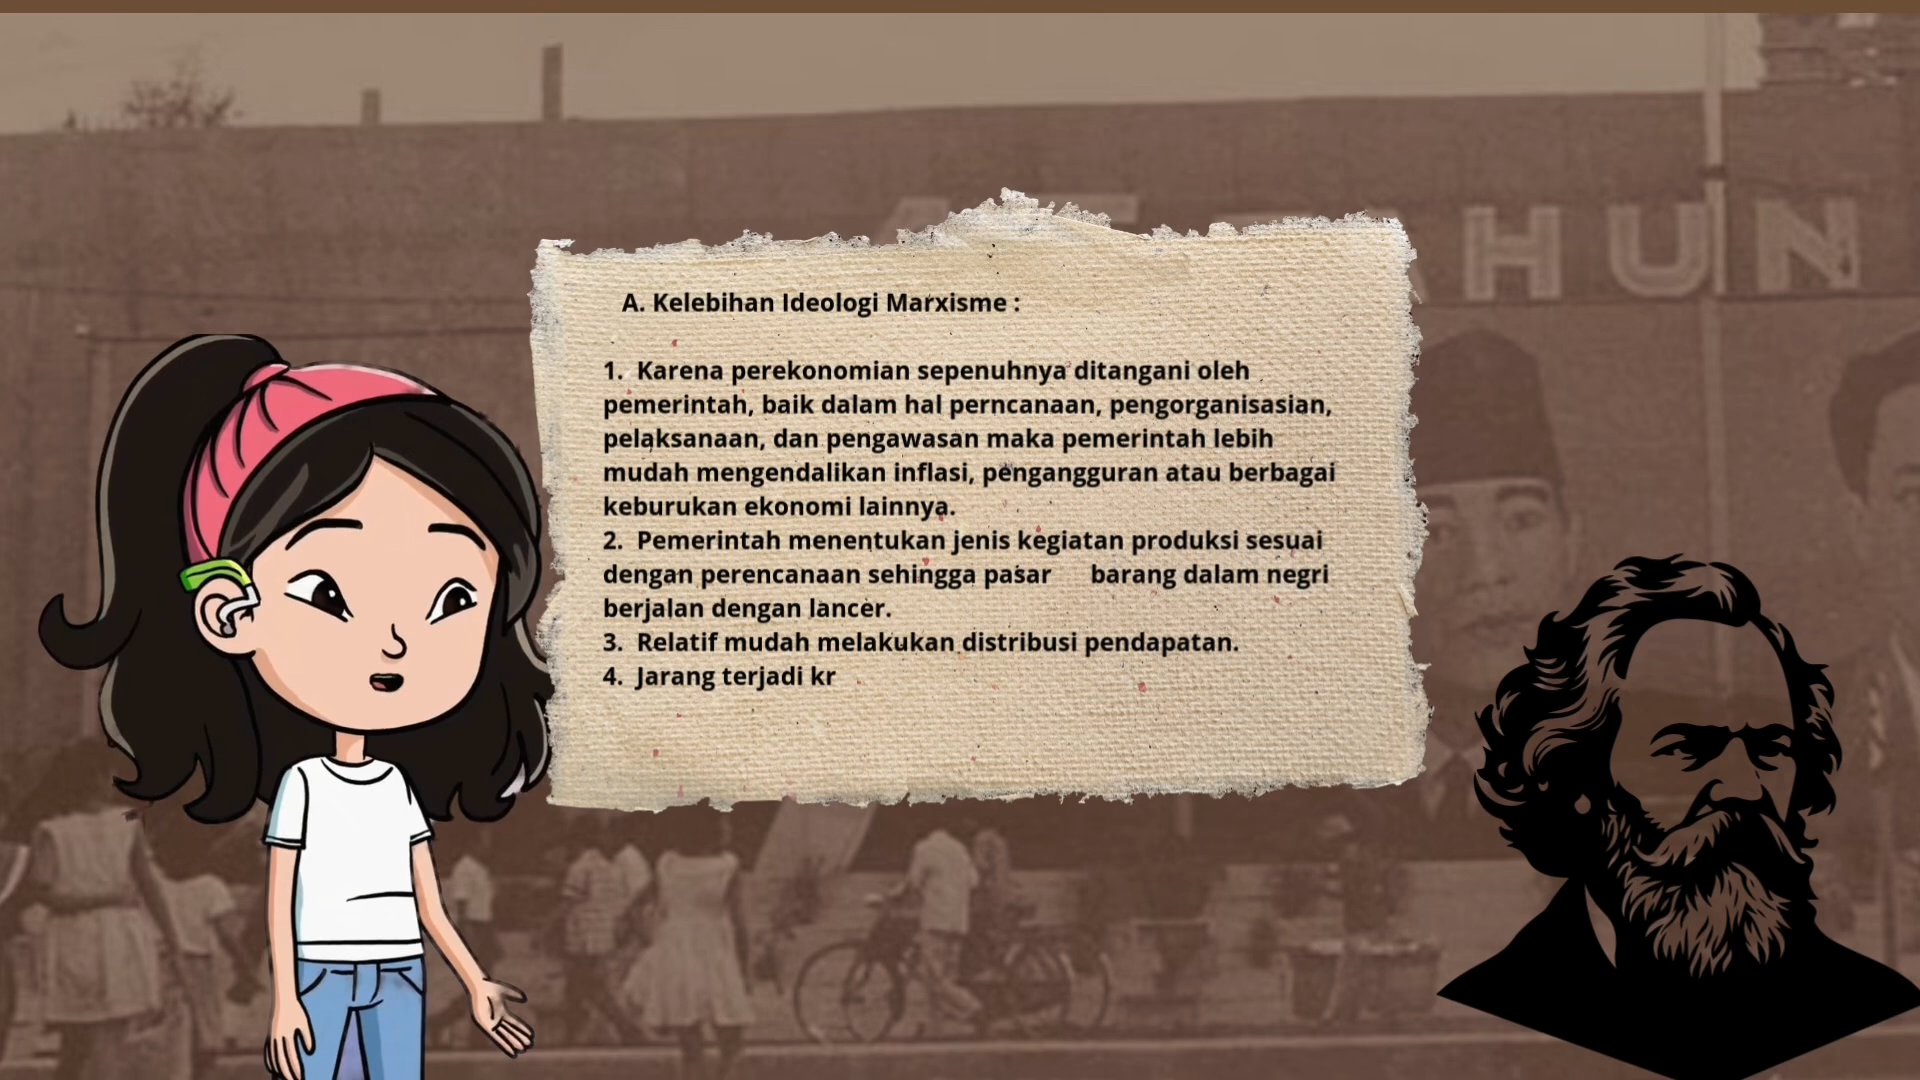 HUN
A. Kelebihan Ideologi Marxisme :
1. Karena perekonomian sepenuhnya ditangani oleh
pemerintah, baik dalam hal perncanaan, pengorganisasian,
pelaksanaan, dan pengawasan maka pemerintah lebih
mudah mengendalikan inflasi, pengangguran atau berbagai
keburukan ekonomi lainnya.
2. Pemerintah menentukan jenis kegiatan produksi sesuai
dengan perencanaan sehingga pasar barang dalam negri
berjalan dengan lancer.
3. Relatif mudah melakukan distribusi pendapatan.
4. Jarang terjadi kr